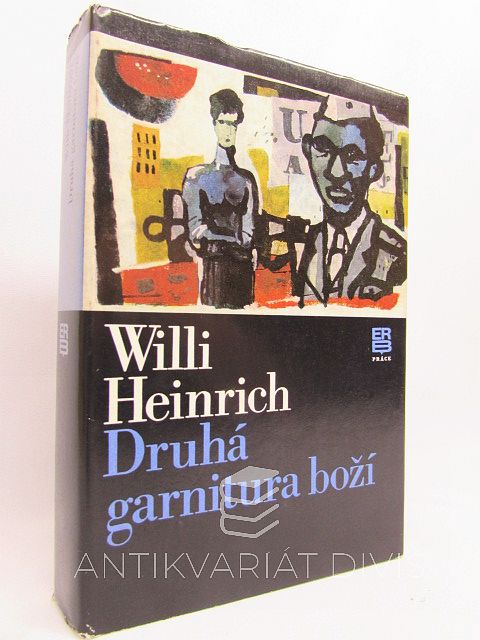 U E
A E
ER
B
PRÁCE
Willi
Heinrich
Druhá
garnitura boží
ANTIKVARIÁT DIVIŠ